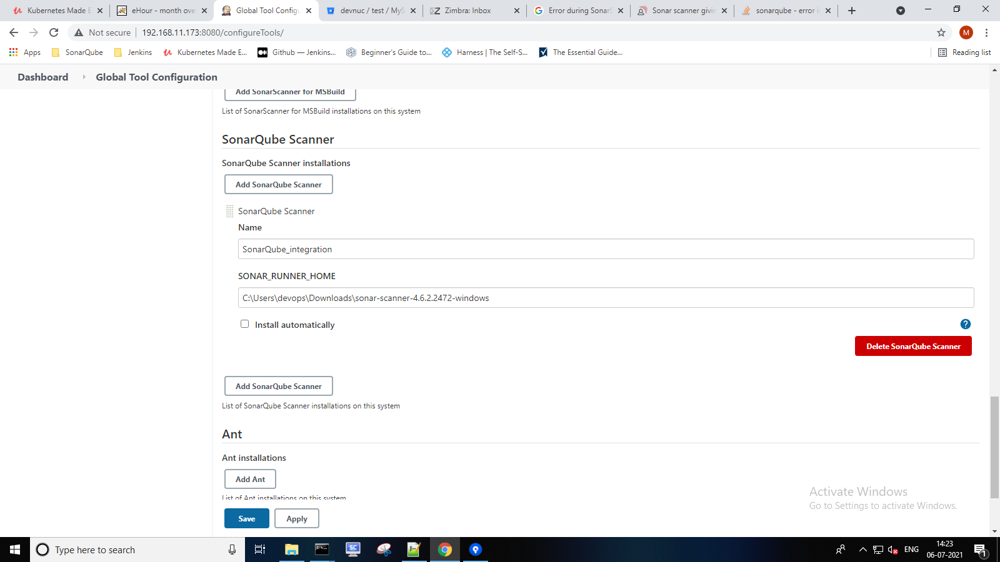 Kubernetes Made E
eHour - month ove
Global Tool Configu
devnuc / test / MyS
Zimbra: Inbox
Error during SonarS
Sonar scanner givin
sonarqube - error i
Not secure
192.168.11.173:8080/configureTools/
M
Apps
SonarQube
Jenkins
Kubernetes Made E...
Github — Jenkins...
Beginner's Guide to...
Harness | The Self-S...
The Essential Guide...
Reading list
Dashboard
Global Tool Configuration
Add SonarScanner for MSBuild
List of SonarScanner for MSBuild installations on this system
SonarQube Scanner
SonarQube Scanner installations
Add SonarQube Scanner
SonarQube Scanner
Name
SonarQube_integration
SONAR_RUNNER_HOME
C:\Users\devops\Downloads\sonar-scanner-4.6.2.2472-windows
Install automatically
?
Delete SonarQube Scanner
Add SonarQube Scanner
List of SonarQube Scanner installations on this system
Ant
Ant installations
Add Ant
List of Ant installations on this system
Save
Apply
Activate Windows
Go to Settings to activate Windows.
Type here to search
SC
ENG
14:23
06-07-2021
1